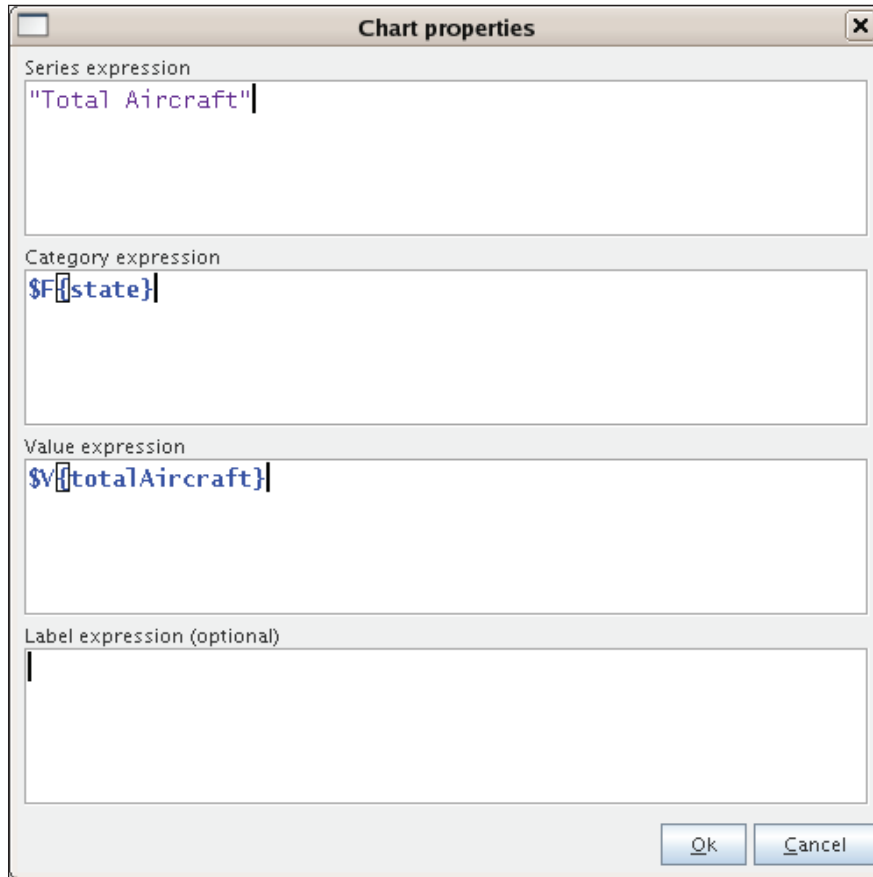 Chart properties
Series expression
"Total Aircraft"
Category expression
$F{state}
Value expression
$V{totalAircraft}
Label expression (optional)
Ok Cancel